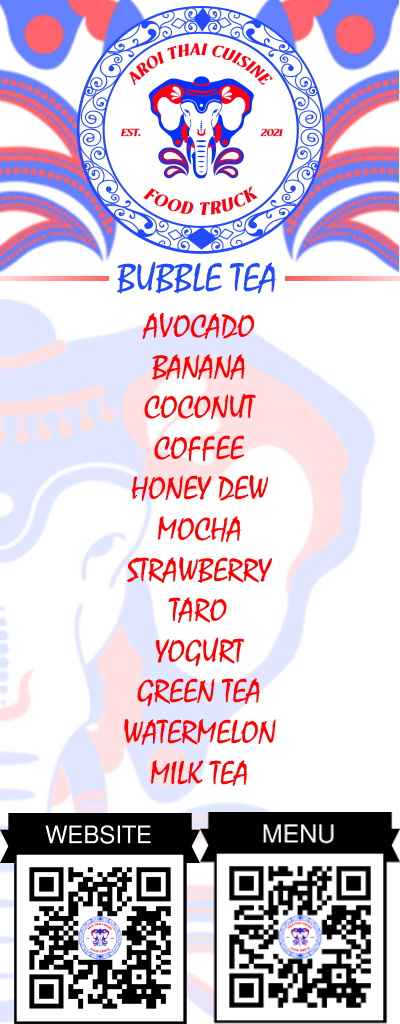 AROI THAI CUISINE
EST. 2021
FOOD TRUCK
BUBBLE TEA
AVOCADO
BANANA
COCONUT
COFFEE
HONEY DEW
MOCHA
STRAWBERRY
TARO
YOGURT
GREEN TEA
WATERMELON
MILK TEA
WEBSITE MENU